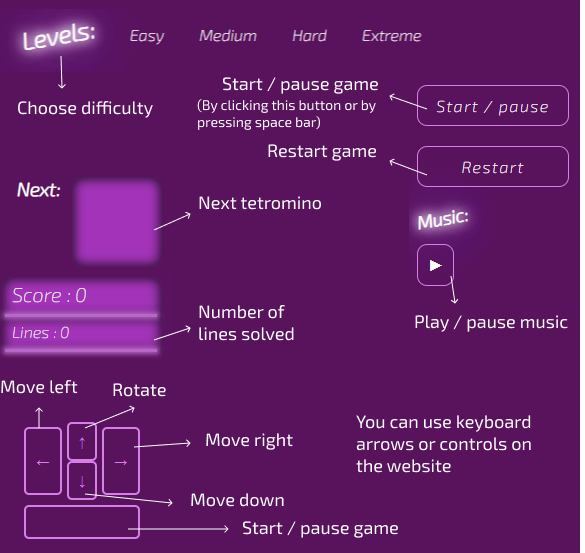 Levels: Easy Medium Hard Extreme
Choose difficulty
Start / pause game
(By clicking this button or by
pressing space bar)
Start / pause
Restart game
Restart
Next:
Next tetromino
Music:
▶
Play / pause music
Score : 0
Lines : 0
Number of
lines solved
Move left
Rotate
← ↑ → ↓
Move right
Move down
Start / pause game
You can use keyboard
arrows or controls on
the website